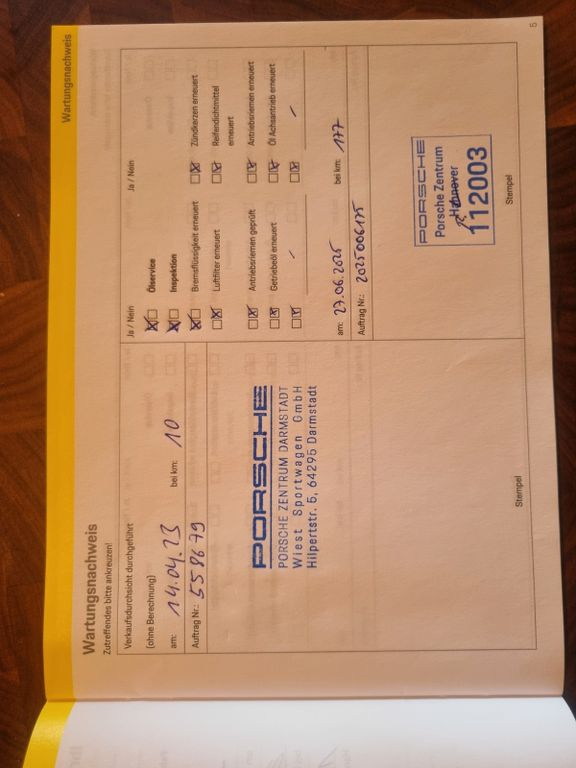 Wartungsnachweis
Wartungsnachweis
Zutreffendes bitte ankreuzen!
Verkaufsdurchsicht durchgeführt
(ohne Berechnung)
am: 14.04.23 bei km: 10
Auftrag Nr.: 558679
PORSCHE
PORSCHE ZENTRUM DARMSTADT
Wiest Sportwagen GmbH
Hilpertstr. 5, 64295 Darmstadt
Stempel
Ja / Nein
Ölservice
Inspektion
Bremsflüssigkeit erneuert
Luftfilter erneuert
Antriebsriemen geprüft
Getriebeöl erneuert
Ja / Nein
Zündkerzen erneuert
Reifendichtmittel
erneuert
Antriebsriemen erneuert
Öl Achsantrieb erneuert
am: 27.06.2025 bei km: 177
Auftrag Nr.: 2025006175
PORSCHE
Porsche Zentrum
Hannover
112003
Stempel
5